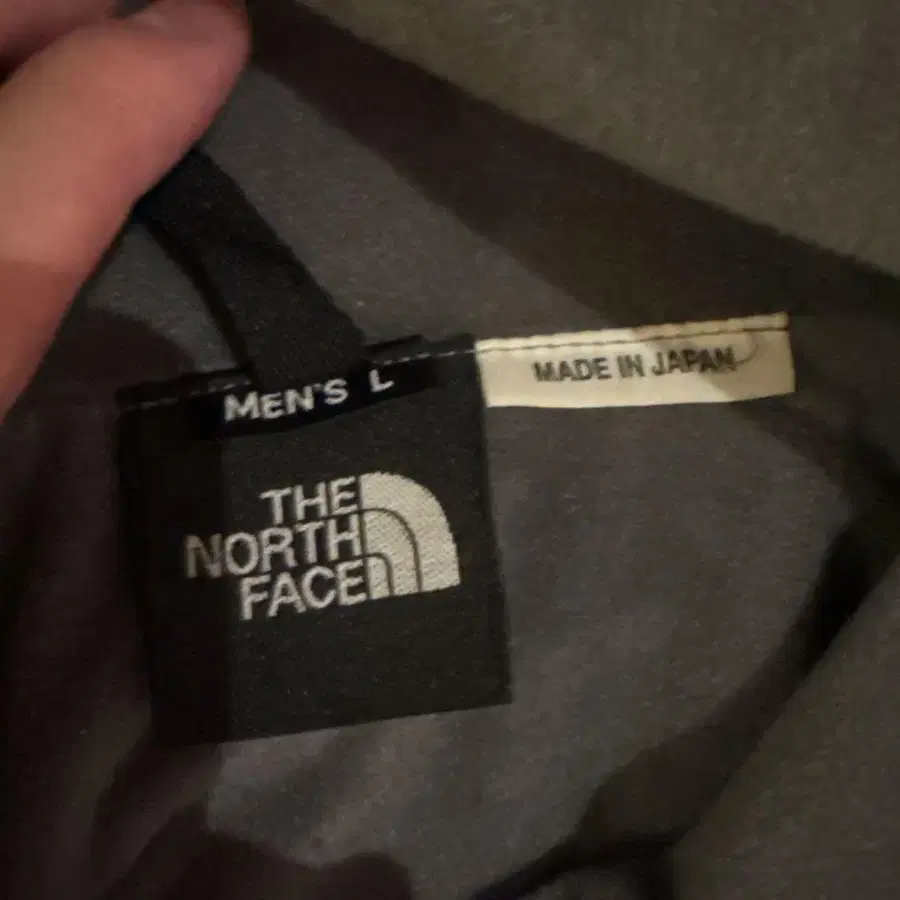 MEN'S L
MADE IN JAPAN
THE
NORTH
FACE